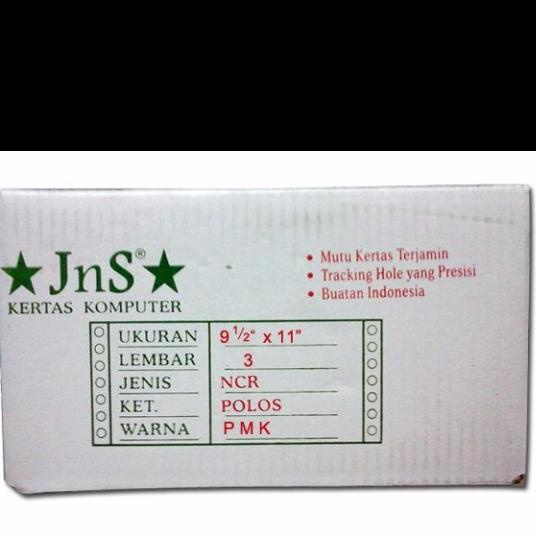 ★ JnS® ★
KERTAS KOMPUTER
• Mutu Kertas Terjamin
• Tracking Hole yang Presisi
• Buatan Indonesia
UKURAN 9 1/2" x 11"
LEMBAR 3
JENIS NCR
KET. POLOS
WARNA P M K